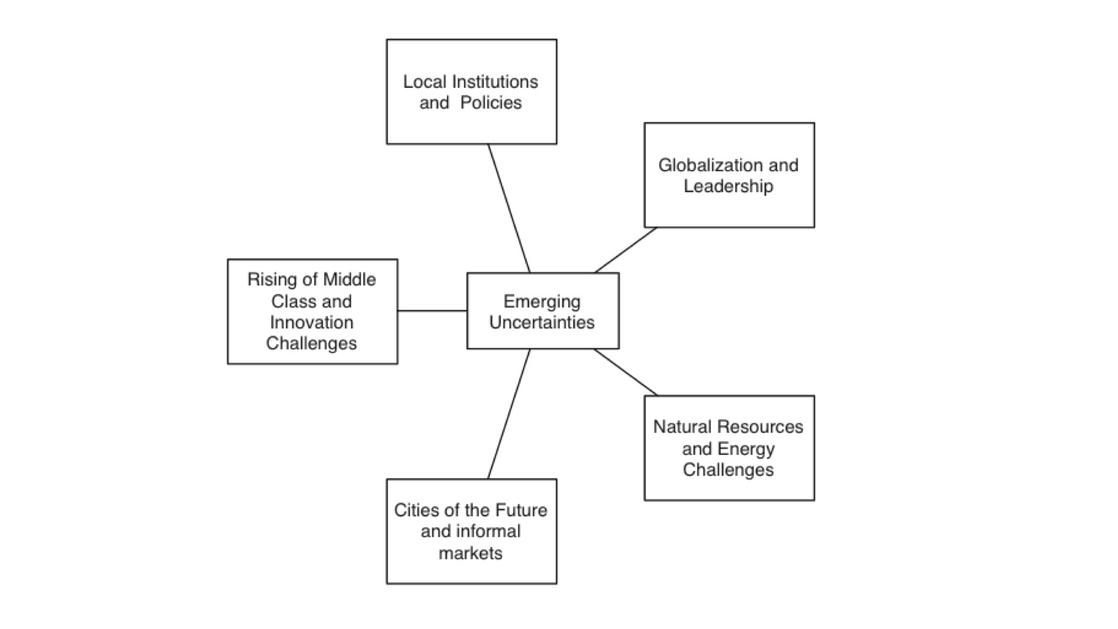 Local Institutions
and Policies
Globalization and
Leadership
Rising of Middle
Class and
Innovation
Challenges
Emerging
Uncertainties
Natural Resources
and Energy
Challenges
Cities of the Future
and informal
markets